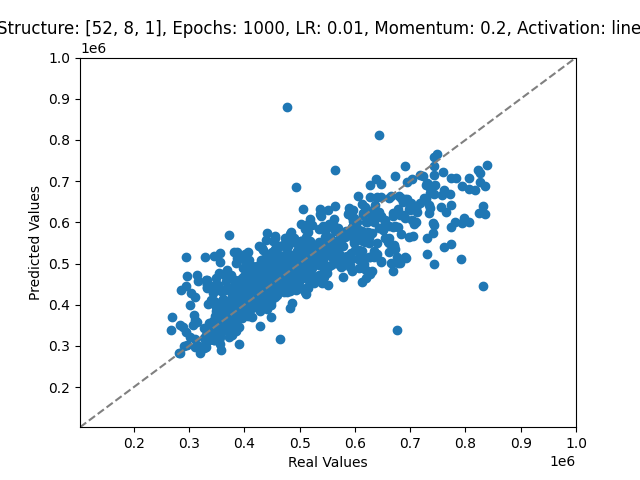 Structure: [52, 8, 1], Epochs: 1000, LR: 0.01, Momentum: 0.2, Activation: line
1e6
1.0
0.9
0.8
0.7
0.6
0.5
0.4
0.3
0.2
Predicted Values
0.2 0.3 0.4 0.5 0.6 0.7 0.8 0.9 1.0
Real Values
1e6